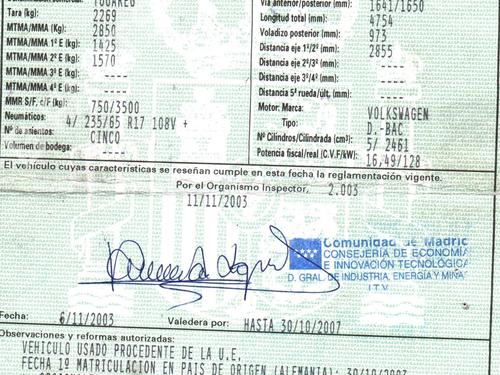 TOUAREG
Tara (kg) 2269
MTMA/MMA (Kg) 2850
MTMA/MMA 1º E (kg) 1425
MTMA/MMA 2º E (kg) 1570
MTMA/MMA 3º E (kg) ----
MTMA/MMA 4º E (kg) ----
MMR S/F. c/F (kg) 750/3500
Neumáticos: 4/ 235/65 R17 108V +
Nº de asientos: CINCO
Volumen de bodega ----
Vía anterior/posterior (mm): 1641/1650
Longitud total (mm): 4754
Voladizo posterior (mm): 973
Distancia eje 1º/2º (mm): 2855
Distancia eje 2º/3º (mm): ----
Distancia eje 3º/4º (mm): ----
Distancia 5ª rueda/últ. (mm): ----
Motor: Marca: VOLKSWAGEN
Tipo: D.-BAC
Nº Cilindros/Cilindrada (cm³): 5/ 2461
Potencia fiscal/real (C.V.F/kW) 16,49/128
El vehículo cuyas características se reseñan cumple en esta fecha la reglamentación vigente.
Por el Organismo Inspector, 2.003
11/11/2003
Comunidad de Madrid
CONSEJERÍA DE ECONOMÍA
E INNOVACIÓN TECNOLÓGICA
D. GRAL DE INDUSTRIA, ENERGÍA Y MINAS
I.T.V.
Fecha: 6/11/2003 Valedera por: HASTA 30/10/2007
Observaciones y reformas autorizadas:
VEHICULO USADO PROCEDENTE DE LA U.E.
FECHA 1ª MATRICULACION EN PAIS DE ORIGEN (ALEMANIA): 30/10/2003